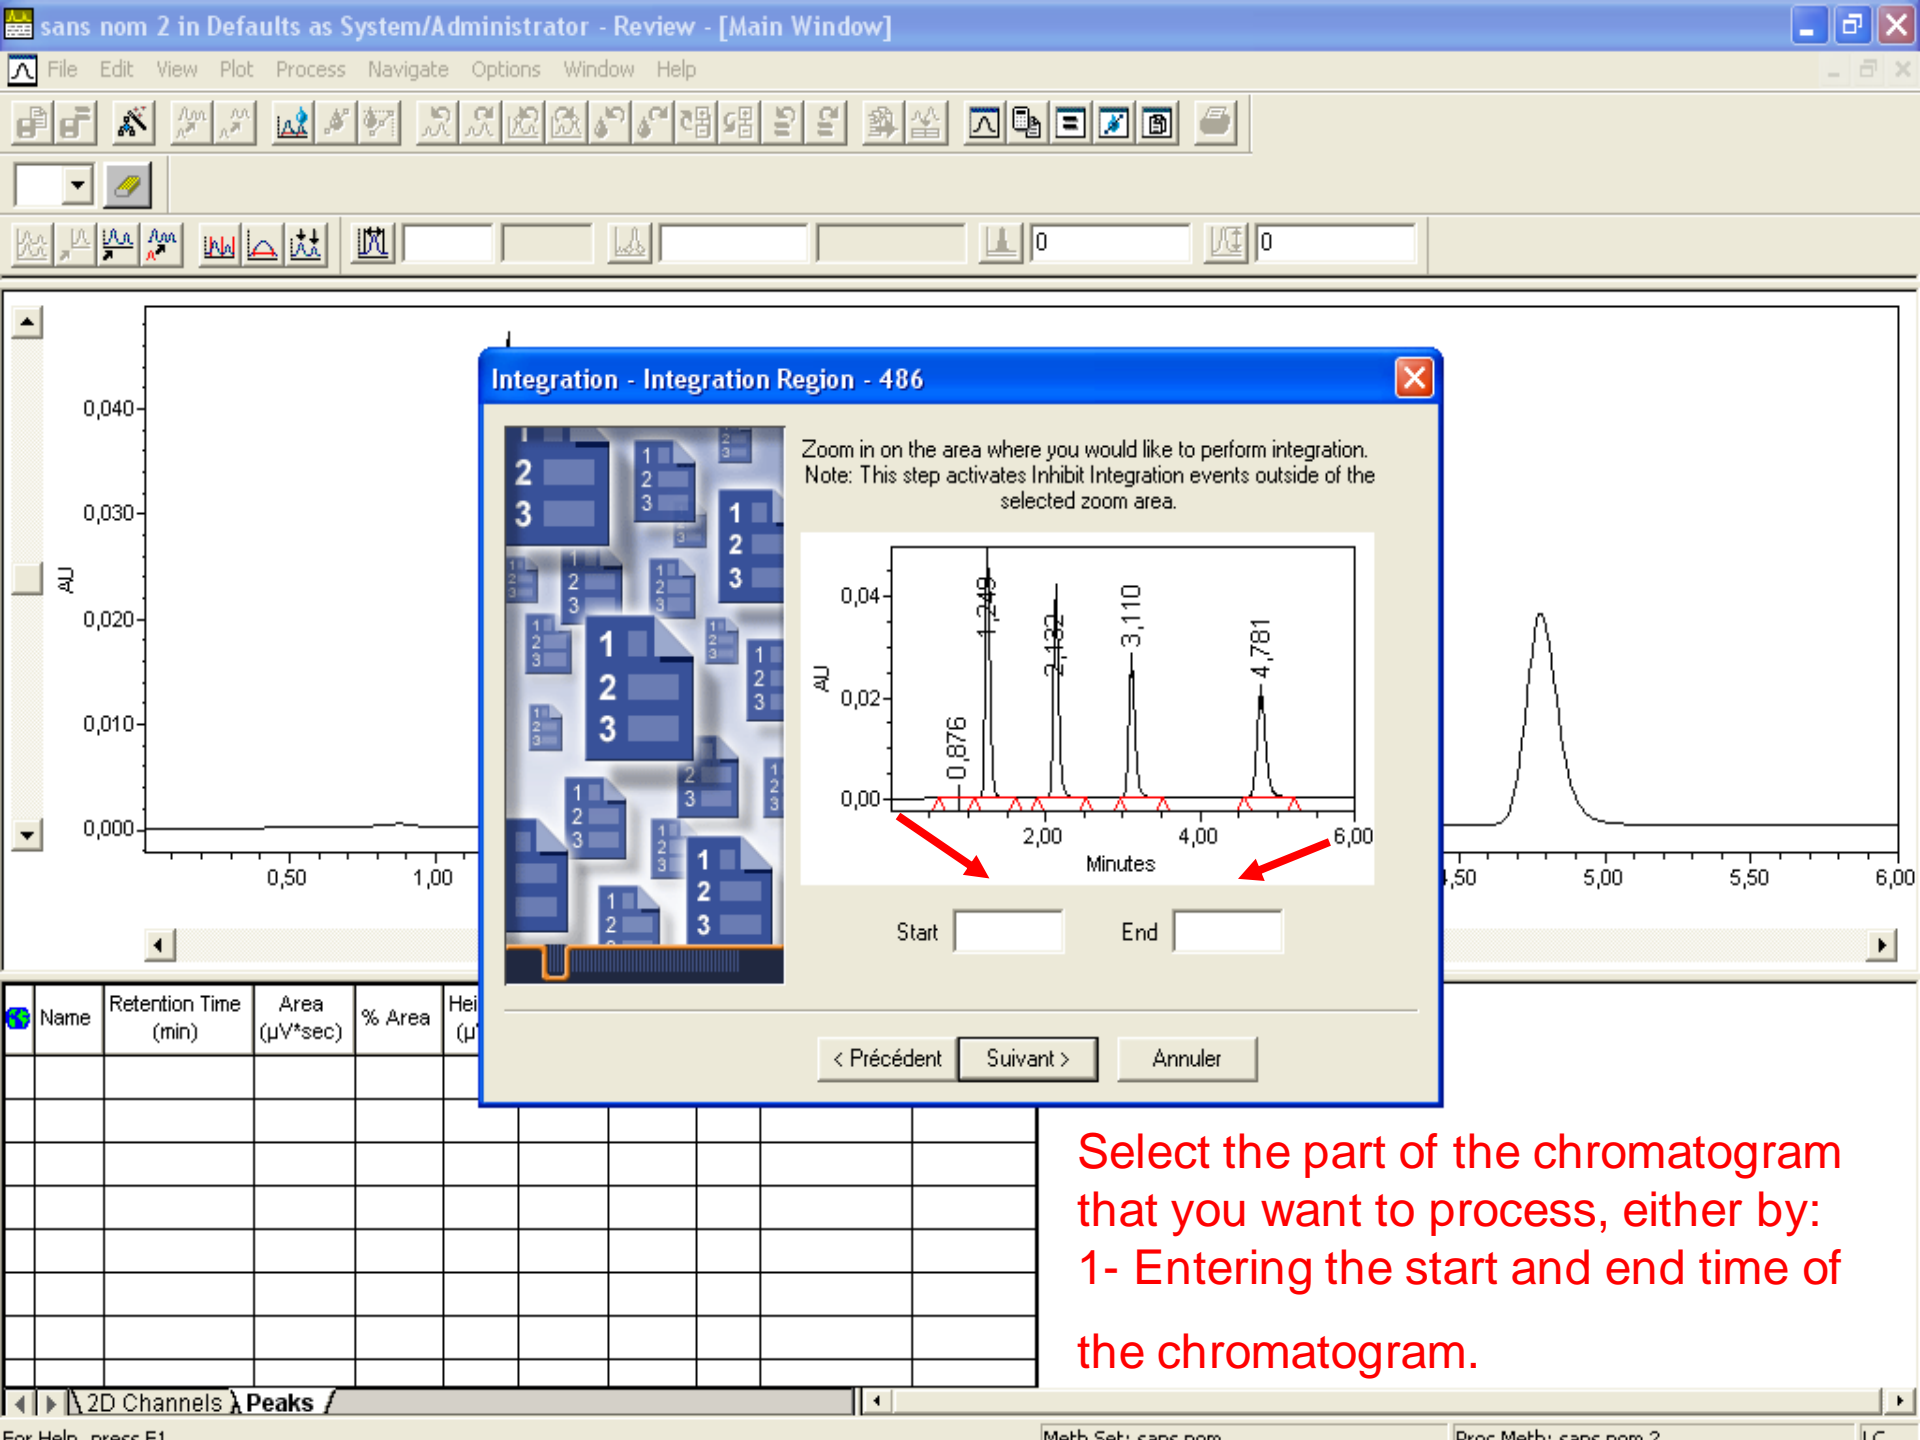 sans nom 2 in Defaults as System/Administrator - Review - [Main Window]
File Edit View Plot Process Navigate Options Window Help
0
0
0,040
0,030
0,020
0,010
0,000
AU
0,50
1,00
,50
5,00
5,50
6,00
Integration - Integration Region - 486
Zoom in on the area where you would like to perform integration.
Note: This step activates Inhibit Integration events outside of the
selected zoom area.
0,04
0,02
0,00
AU
0,876
1,249
2,132
3,110
4,781
2,00
4,00
6,00
Minutes
Start
End
< Précédent
Suivant >
Annuler
Name
Retention Time
(min)
Area
(µV*sec)
% Area
Hei
(µ
Select the part of the chromatogram
that you want to process, either by:
1- Entering the start and end time of
the chromatogram.
2D Channels
Peaks
For Help, press F1
Meth Set: sans nom
Proc Meth: sans nom 2
LC